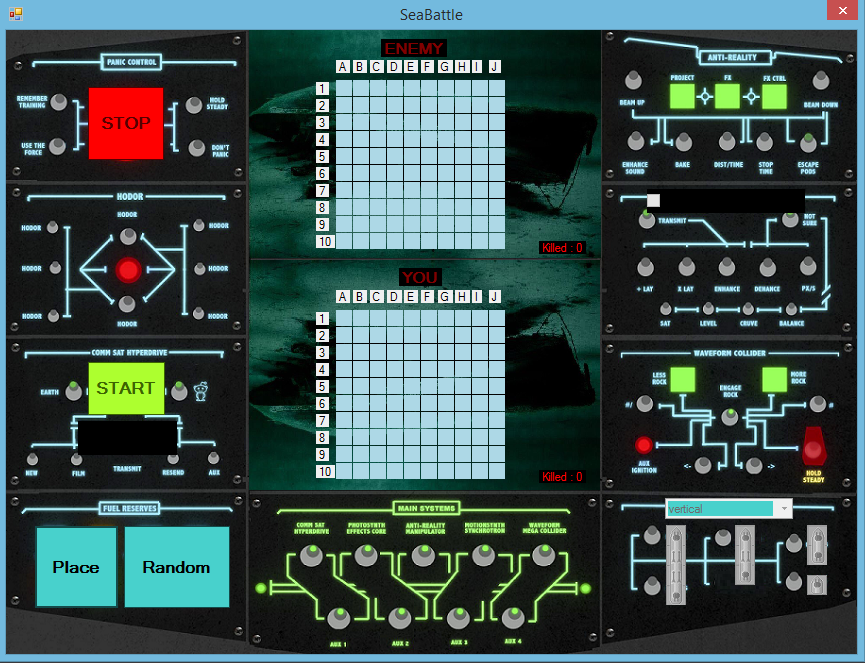 SeaBattle
PANIC CONTROL
REMEMBER
TRAINING
HOLD
STEADY
STOP
USE THE
FORCE
DON'T
PANIC
HODOR
HODOR
HODOR
HODOR
HODOR
HODOR
HODOR
HODOR
HODOR
COMM SAT HYPERDRIVE
EARTH
START
NEW
FILM
TRANSMIT
RESEND
AUX
FUEL RESERVES
Place
Random
ENEMY
A B C D E F G H I J
1
2
3
4
5
6
7
8
9
10
Killed : 0
YOU
A B C D E F G H I J
1
2
3
4
5
6
7
8
9
10
Killed : 0
MAIN SYSTEMS
COMM SAT
HYPERDRIVE
PHOTOSYNTH
EFFECTS CORE
ANTI-REALITY
MANIPULATOR
MOTIONSYNTH
SYNCHROTRON
WAVEFORM
MEGA COLLIDER
AUX 1
AUX 2
AUX 3
AUX 4
ANTI-REALITY
PROJECT
FX
FX CTRL
BEAM UP
BEAM DOWN
ENHANCE
SOUND
BAKE
DIST/TIME
STOP
TIME
ESCAPE
PODS
TRANSMIT
NOT
SURE
+ LAT
X LAT
ENHANCE
DEHANCE
PX/S
SAT
LEVEL
CRUVE
BALANCE
WAVEFORM COLLIDER
LESS
ROCK
ENGAGE
ROCK
MORE
ROCK
#/
#
AUX
IGNITION
<-
->
HOLD
STEADY
vertical